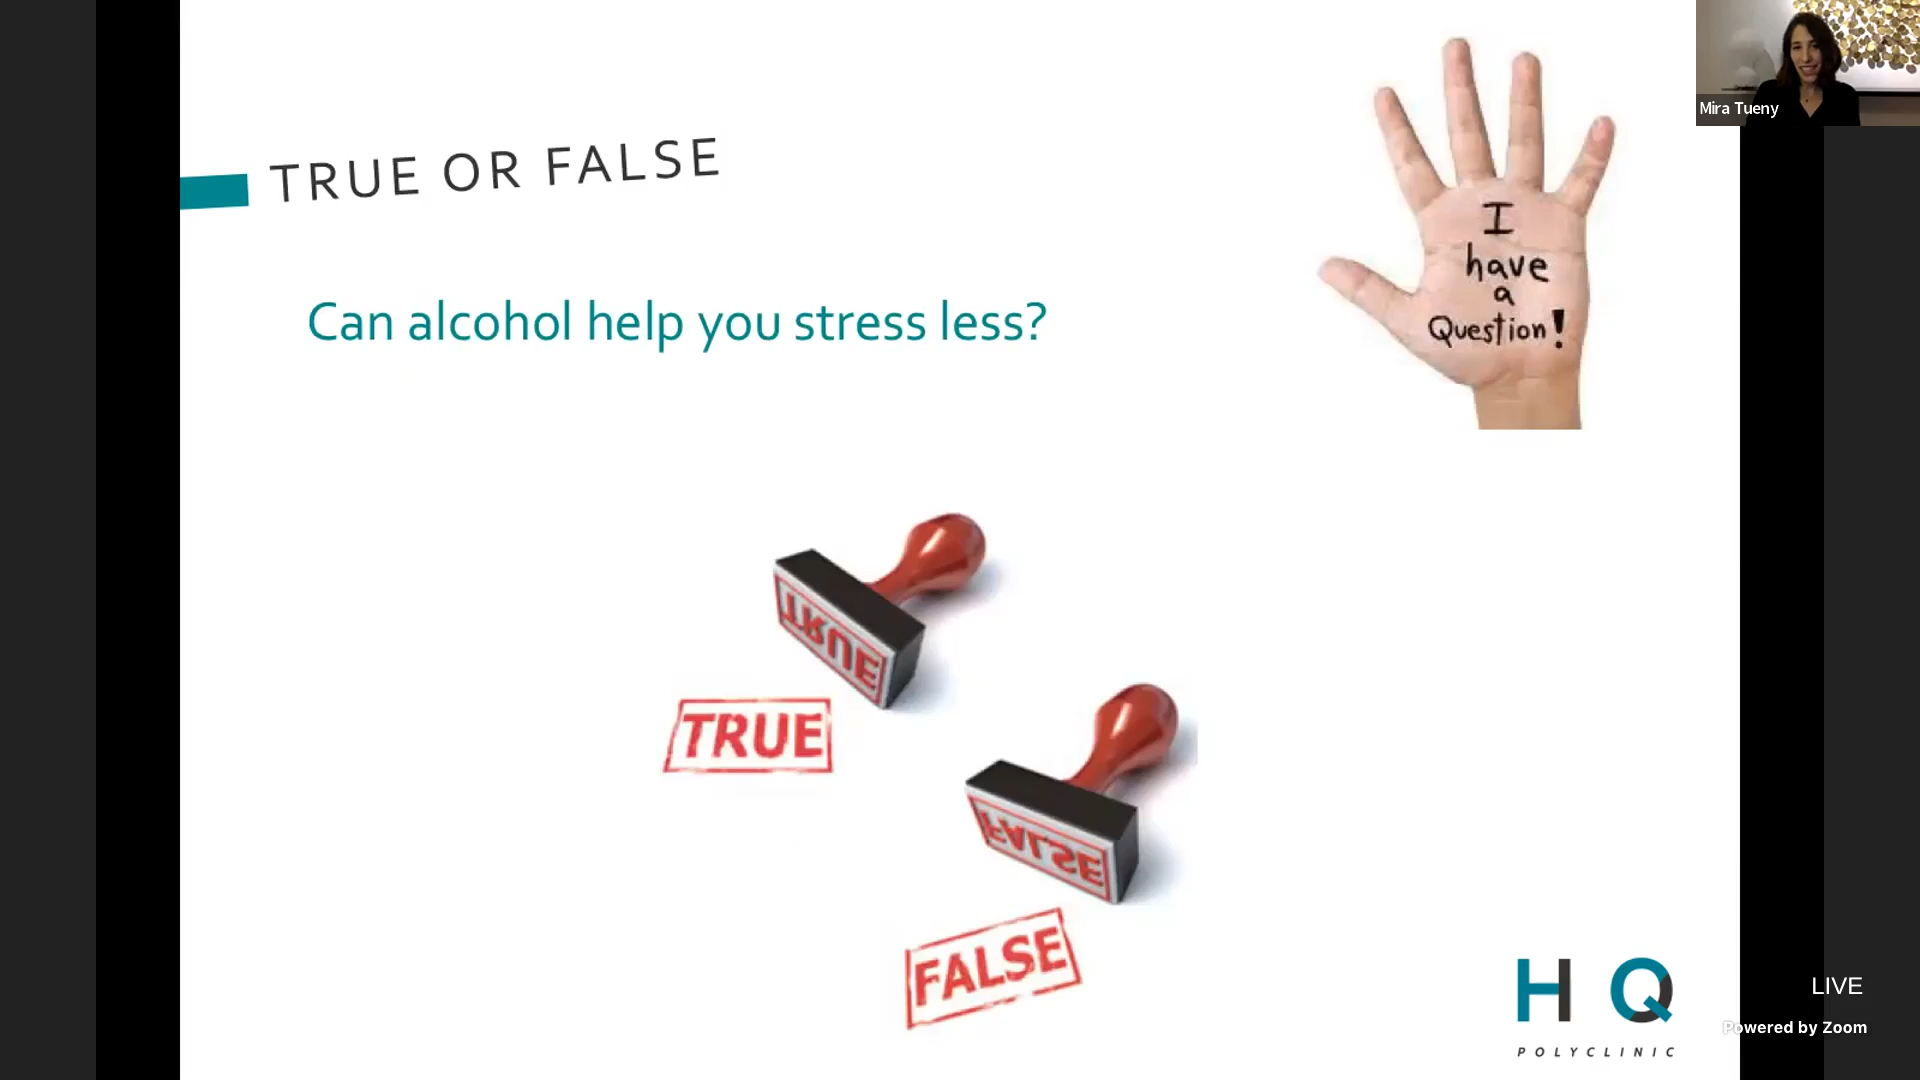 Mira Tueny
TRUE OR FALSE
I
have
a
Question!
Can alcohol help you stress less?
TRUE
TRUE
FALSE
FALSE
H Q
POLYCLINIC
LIVE
Powered by Zoom